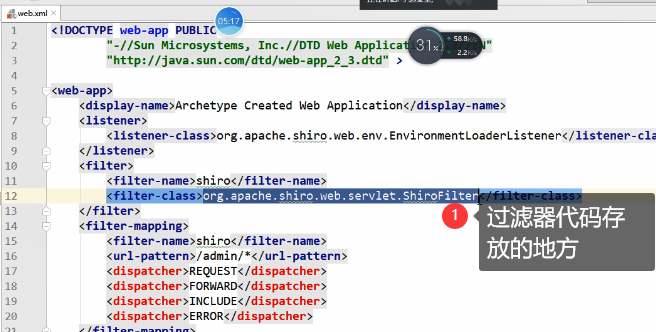 web.xml
05:17
31%
58.8K/s
2.2K/s
1 <!DOCTYPE web-app PUBLIC
2 "-//Sun Microsystems, Inc.//DTD Web Applicat
3 "http://java.sun.com/dtd/web-app_2_3.dtd" >
4
5 <web-app>
6 <display-name>Archetype Created Web Application</display-name>
7 <listener>
8 <listener-class>org.apache.shiro.web.env.EnvironmentLoaderListener</listener-cla
9 </listener>
10 <filter>
11 <filter-name>shiro</filter-name>
12 <filter-class>org.apache.shiro.web.servlet.ShiroFilter</filter-class>
13 </filter>
14 <filter-mapping>
15 <filter-name>shiro</filter-name>
16 <url-pattern>/admin/*</url-pattern>
17 <dispatcher>REQUEST</dispatcher>
18 <dispatcher>FORWARD</dispatcher>
19 <dispatcher>INCLUDE</dispatcher>
20 <dispatcher>ERROR</dispatcher>
21 </filter-mapping>
1
过滤器代码存
放的地方